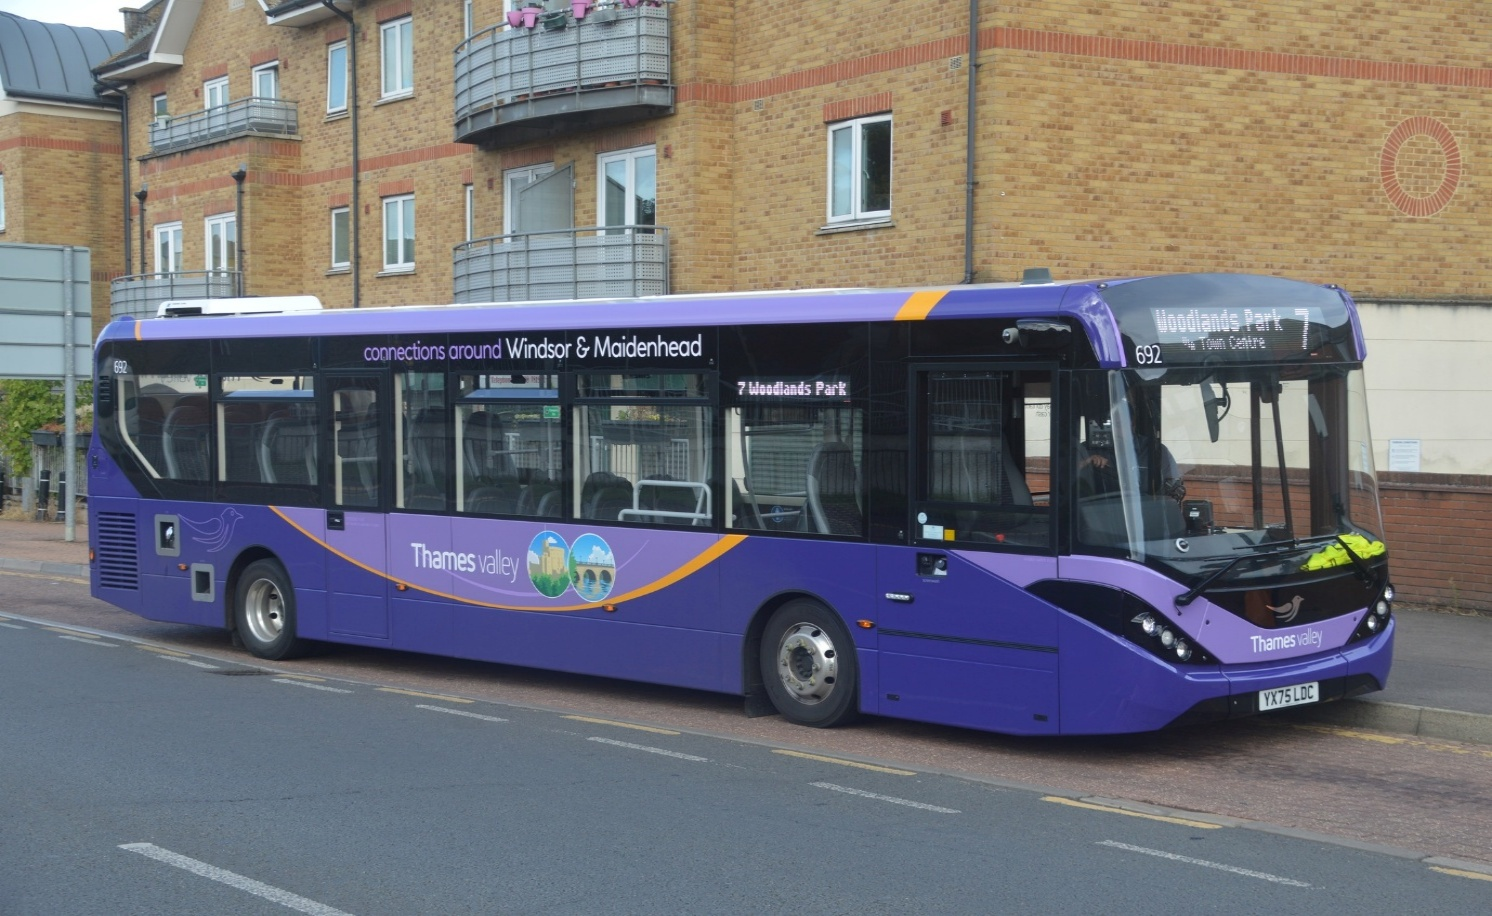 Woodlands Park
Town Centre
7
692
692
connections around Windsor & Maidenhead
7 Woodlands Park
Thames valley
Thames valley
YX75 LDC